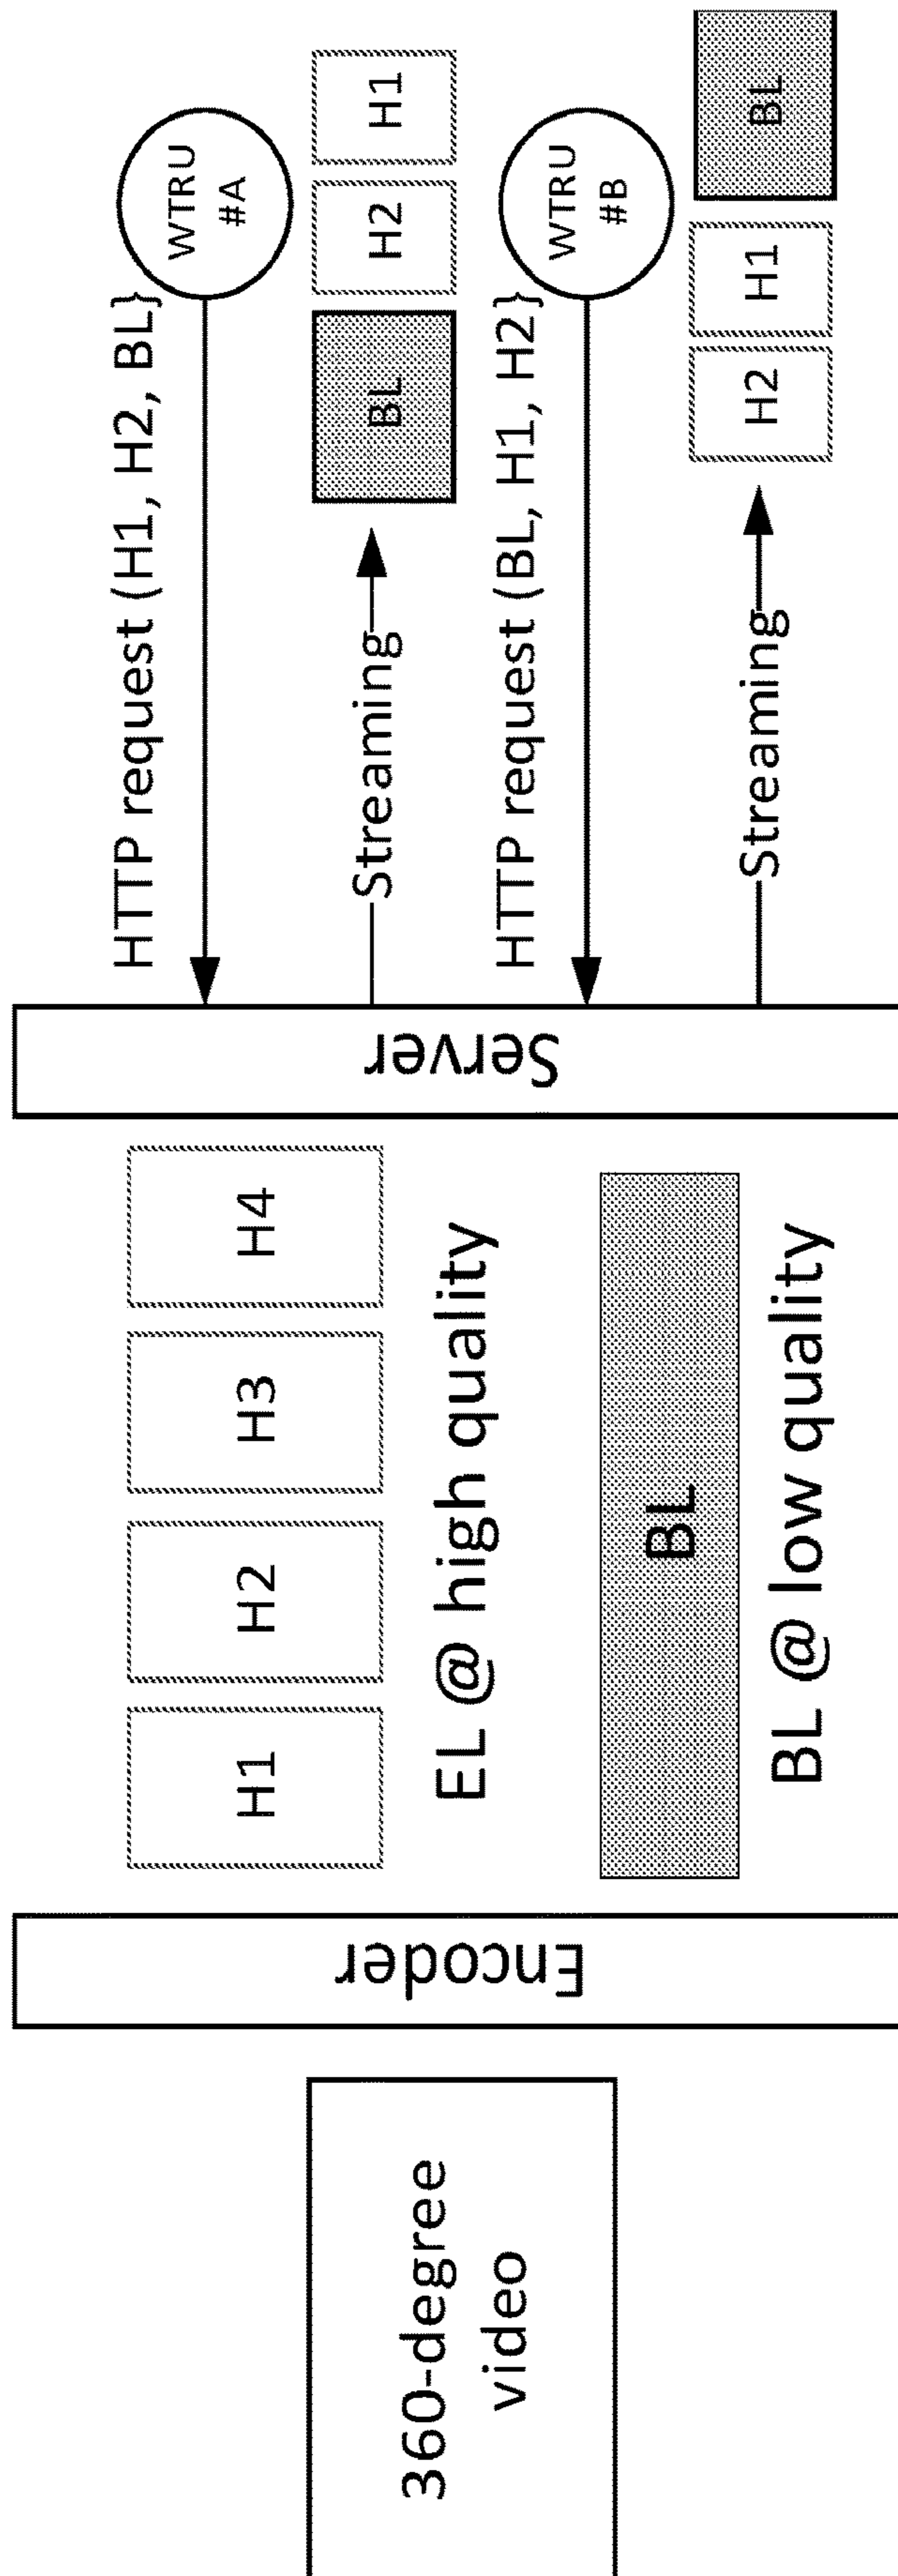 360-degree
video
Encoder
H1
H2
H3
H4
EL @ high quality
BL
BL @ low quality
Server
HTTP request (H1, H2, BL}
WTRU
#A
Streaming
BL
H2
H1
HTTP request (BL, H1, H2}
WTRU
#B
Streaming
H2
H1
BL